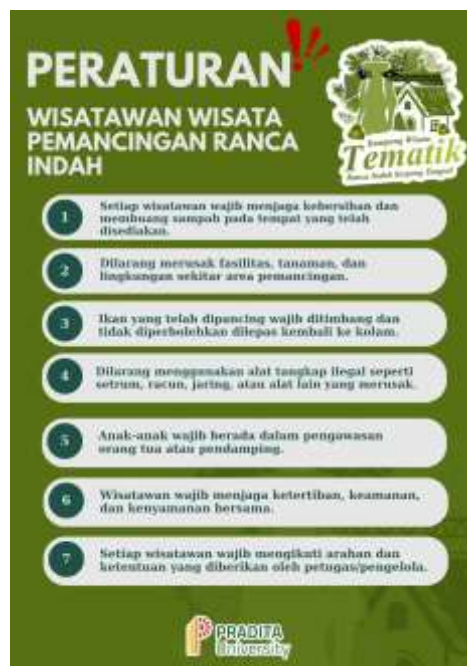 PERATURAN
WISATAWAN WISATA
PEMANCINGAN RANCA
INDAH
Kampung Wisata
Tematik
Ranca Indah
1
Setiap wisatawan wajib menjaga kebersihan dan
membuang sampah pada tempat yang telah
disediakan.
2
Dilarang merusak fasilitas, tanaman, dan
lingkungan sekitar area pemancingan.
3
Ikan yang telah dipancing wajib ditimbang dan
tidak diperbolehkan dilepas kembali ke kolam.
4
Dilarang menggunakan alat tangkap ilegal seperti
setrum, racun, jaring, atau alat lain yang merusak.
5
Anak-anak wajib berada dalam pengawasan
orang tua atau pendamping.
6
Wisatawan wajib menjaga ketertiban, keamanan,
dan kenyamanan bersama.
7
Setiap wisatawan wajib mengikuti arahan dan
ketentuan yang diberikan oleh petugas/pengelola.
PRADITA
University